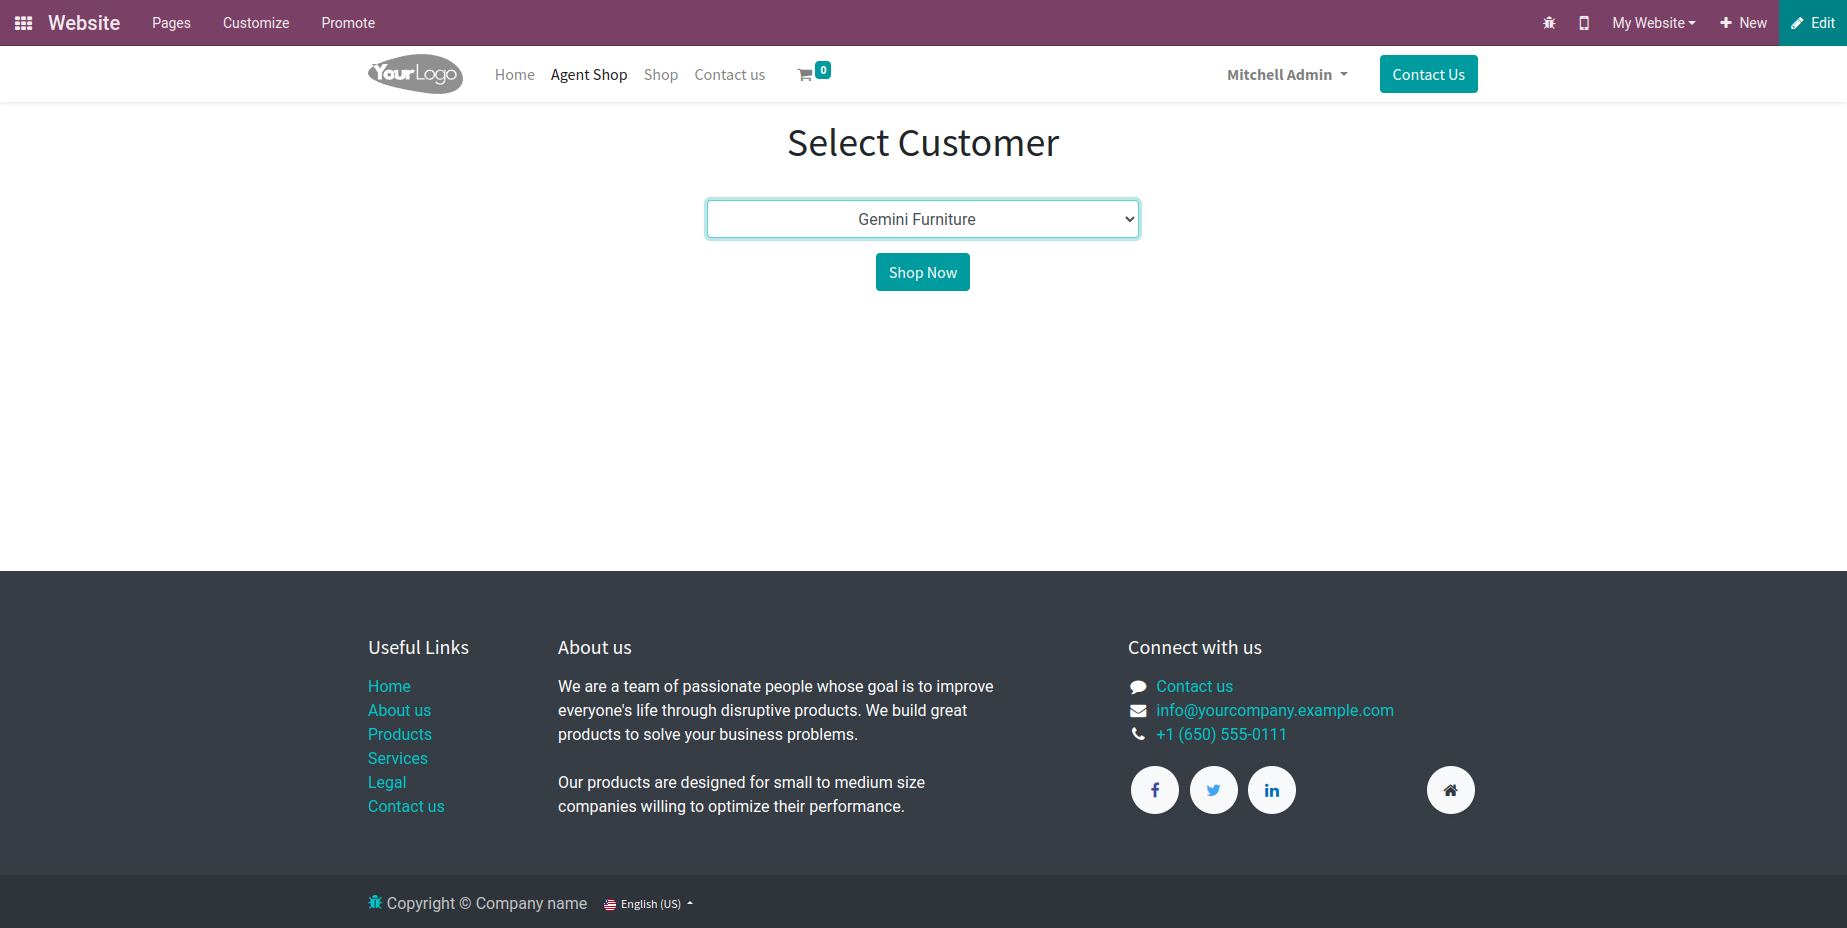 Website Pages Customize Promote My Website New Edit
YourLogo Home Agent Shop Shop Contact us 0 Mitchell Admin Contact Us
Select Customer
Gemini Furniture
Shop Now
Useful Links
Home
About us
Products
Services
Legal
Contact us
About us
We are a team of passionate people whose goal is to improve
everyone's life through disruptive products. We build great
products to solve your business problems.
Our products are designed for small to medium size
companies willing to optimize their performance.
Connect with us
Contact us
info@yourcompany.example.com
+1 (650) 555-0111
Copyright © Company name English (US)